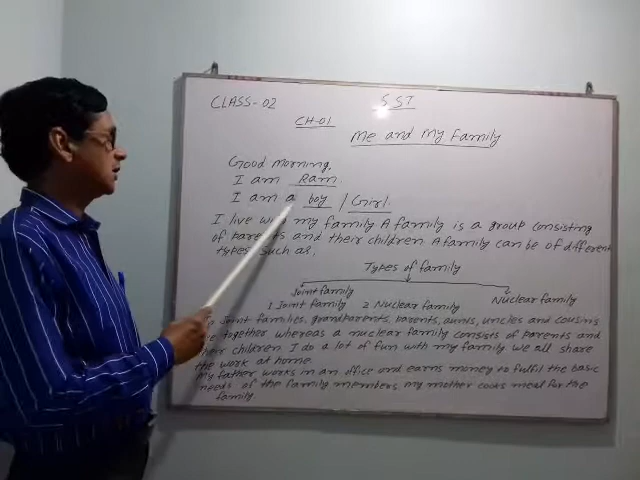 CLASS-02
SST
CH-01
Me and My Family
Good morning,
I am Ram.
I am a boy / Girl.
I live with my family A family is a group consisting
of parents and their children A family can be of different
types such as,
Types of family
Joint family
Nuclear family
1 Joint family 2 Nuclear family
Joint families, grandparents, parents, aunts, uncles and cousins
together whereas a nuclear family consists of parents and
their children I do a lot of fun with my family we all share
the work at home.
My father works in an office and earns money to fulfil the basic
needs of the family members, my mother cooks meal for the
family.